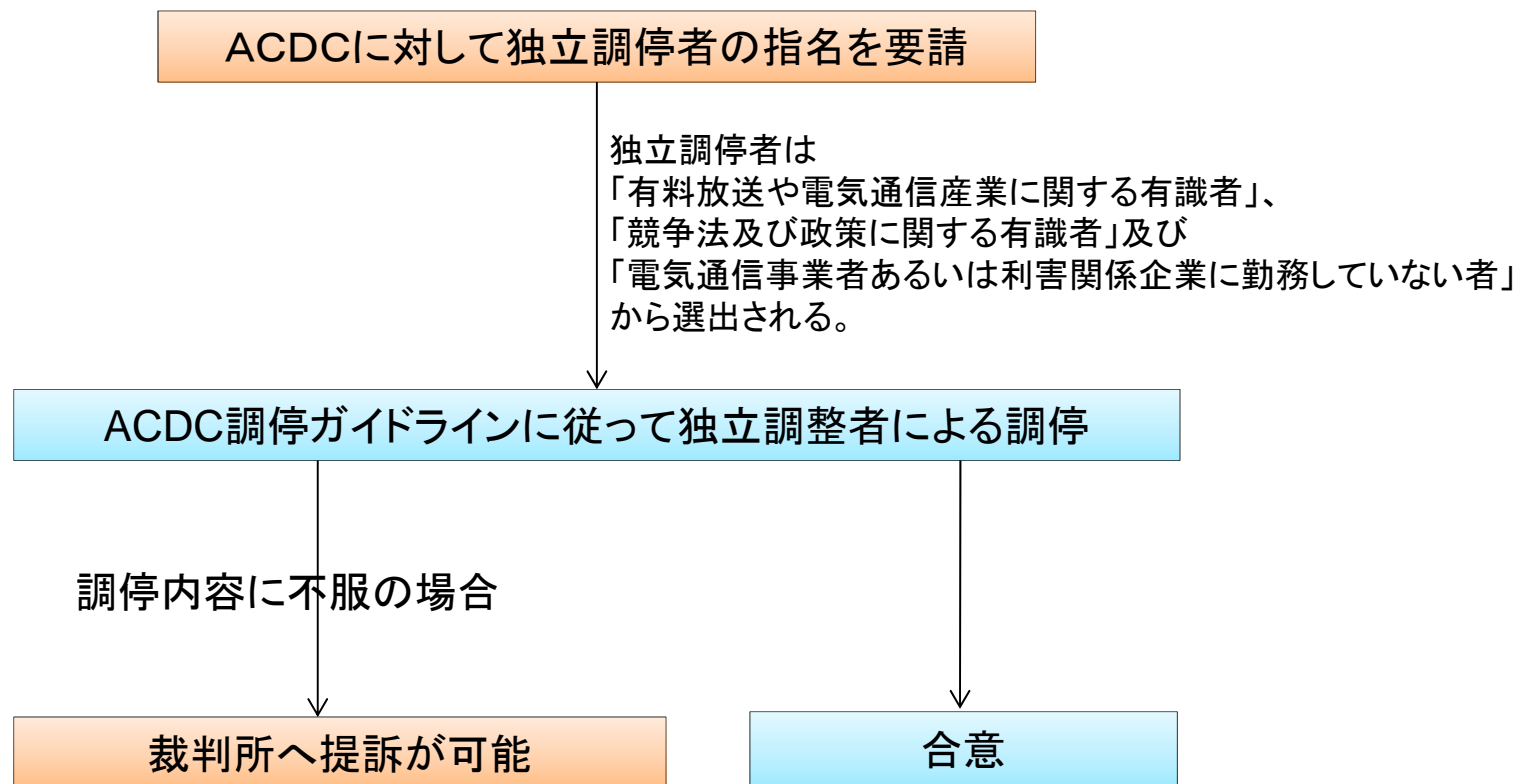 ACDCに対して独立調停者の指名を要請
独立調停者は
「有料放送や電気通信産業に関する有識者」、
「競争法及び政策に関する有識者」及び
「電気通信事業者あるいは利害関係企業に勤務していない者」
から選出される。
ACDC調停ガイドラインに従って独立調整者による調停
調停内容に不服の場合
裁判所へ提訴が可能
合意